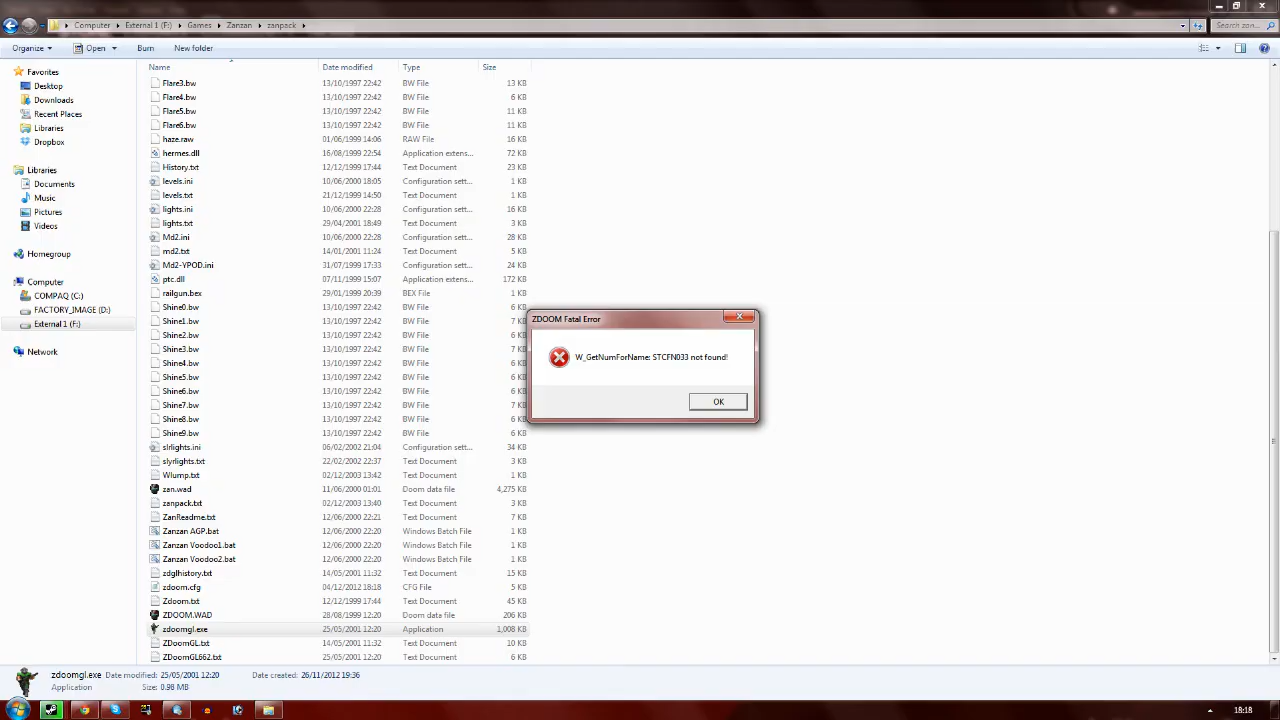 Computer ▸ External 1 (F:) ▸ Games ▸ Zanzan ▸ zanpack ▸
Search zan...
Organize Open Burn New folder
Favorites
Desktop
Downloads
Recent Places
Libraries
Dropbox
Libraries
Documents
Music
Pictures
Videos
Homegroup
Computer
COMPAQ (C:)
FACTORY_IMAGE (D:)
External 1 (F:)
Network
Name Date modified Type Size
Flare3.bw 13/10/1997 22:42 BW File 13 KB
Flare4.bw 13/10/1997 22:42 BW File 6 KB
Flare5.bw 13/10/1997 22:42 BW File 11 KB
Flare6.bw 13/10/1997 22:42 BW File 11 KB
haze.raw 01/06/1999 14:06 RAW File 16 KB
hermes.dll 16/08/1999 22:54 Application extens... 72 KB
History.txt 12/12/1999 17:44 Text Document 23 KB
levels.ini 10/06/2000 18:05 Configuration sett... 1 KB
levels.txt 21/12/1999 14:50 Text Document 1 KB
lights.ini 10/06/2000 22:28 Configuration sett... 16 KB
lights.txt 29/04/2001 18:49 Text Document 3 KB
Md2.ini 10/06/2000 22:28 Configuration sett... 28 KB
md2.txt 14/01/2001 11:24 Text Document 5 KB
Md2-YPOD.ini 31/07/1999 17:33 Configuration sett... 24 KB
ptc.dll 07/11/1999 15:07 Application extens... 172 KB
railgun.bex 29/01/1999 20:39 BEX File 1 KB
Shine0.bw 13/10/1997 22:42 BW File 6 KB
Shine1.bw 13/10/1997 22:42 BW File 7 KB
Shine2.bw 13/10/1997 22:42 BW File 6 KB
Shine3.bw 13/10/1997 22:42 BW File 7 KB
Shine4.bw 13/10/1997 22:42 BW File 6 KB
Shine5.bw 13/10/1997 22:42 BW File 6 KB
Shine6.bw 13/10/1997 22:42 BW File 6 KB
Shine7.bw 13/10/1997 22:42 BW File 7 KB
Shine8.bw 13/10/1997 22:42 BW File 6 KB
Shine9.bw 13/10/1997 22:42 BW File 6 KB
slrlights.ini 06/02/2002 21:04 Configuration sett... 34 KB
slyrlights.txt 22/02/2002 22:37 Text Document 3 KB
Wlump.txt 02/12/2003 13:42 Text Document 1 KB
zan.wad 11/06/2000 01:01 Doom data file 4,275 KB
zanpack.txt 02/12/2003 13:40 Text Document 3 KB
ZanReadme.txt 12/06/2000 22:21 Text Document 7 KB
Zanzan AGP.bat 12/06/2000 22:20 Windows Batch File 1 KB
Zanzan Voodoo1.bat 12/06/2000 22:20 Windows Batch File 1 KB
Zanzan Voodoo2.bat 12/06/2000 22:20 Windows Batch File 1 KB
zdglhistory.txt 14/05/2001 11:32 Text Document 15 KB
zdoom.cfg 04/12/2012 18:18 CFG File 5 KB
Zdoom.txt 12/12/1999 17:44 Text Document 45 KB
ZDOOM.WAD 28/08/1999 12:20 Doom data file 206 KB
zdoomgl.exe 25/05/2001 12:20 Application 1,008 KB
ZDoomGL.txt 14/05/2001 11:32 Text Document 10 KB
ZDoomGL662.txt 25/05/2001 12:20 Text Document 6 KB
ZDOOM Fatal Error
W_GetNumForName: STCFN033 not found!
OK
zdoomgl.exe Date modified: 25/05/2001 12:20 Date created: 26/11/2012 19:36
Application Size: 0.98 MB
18:18